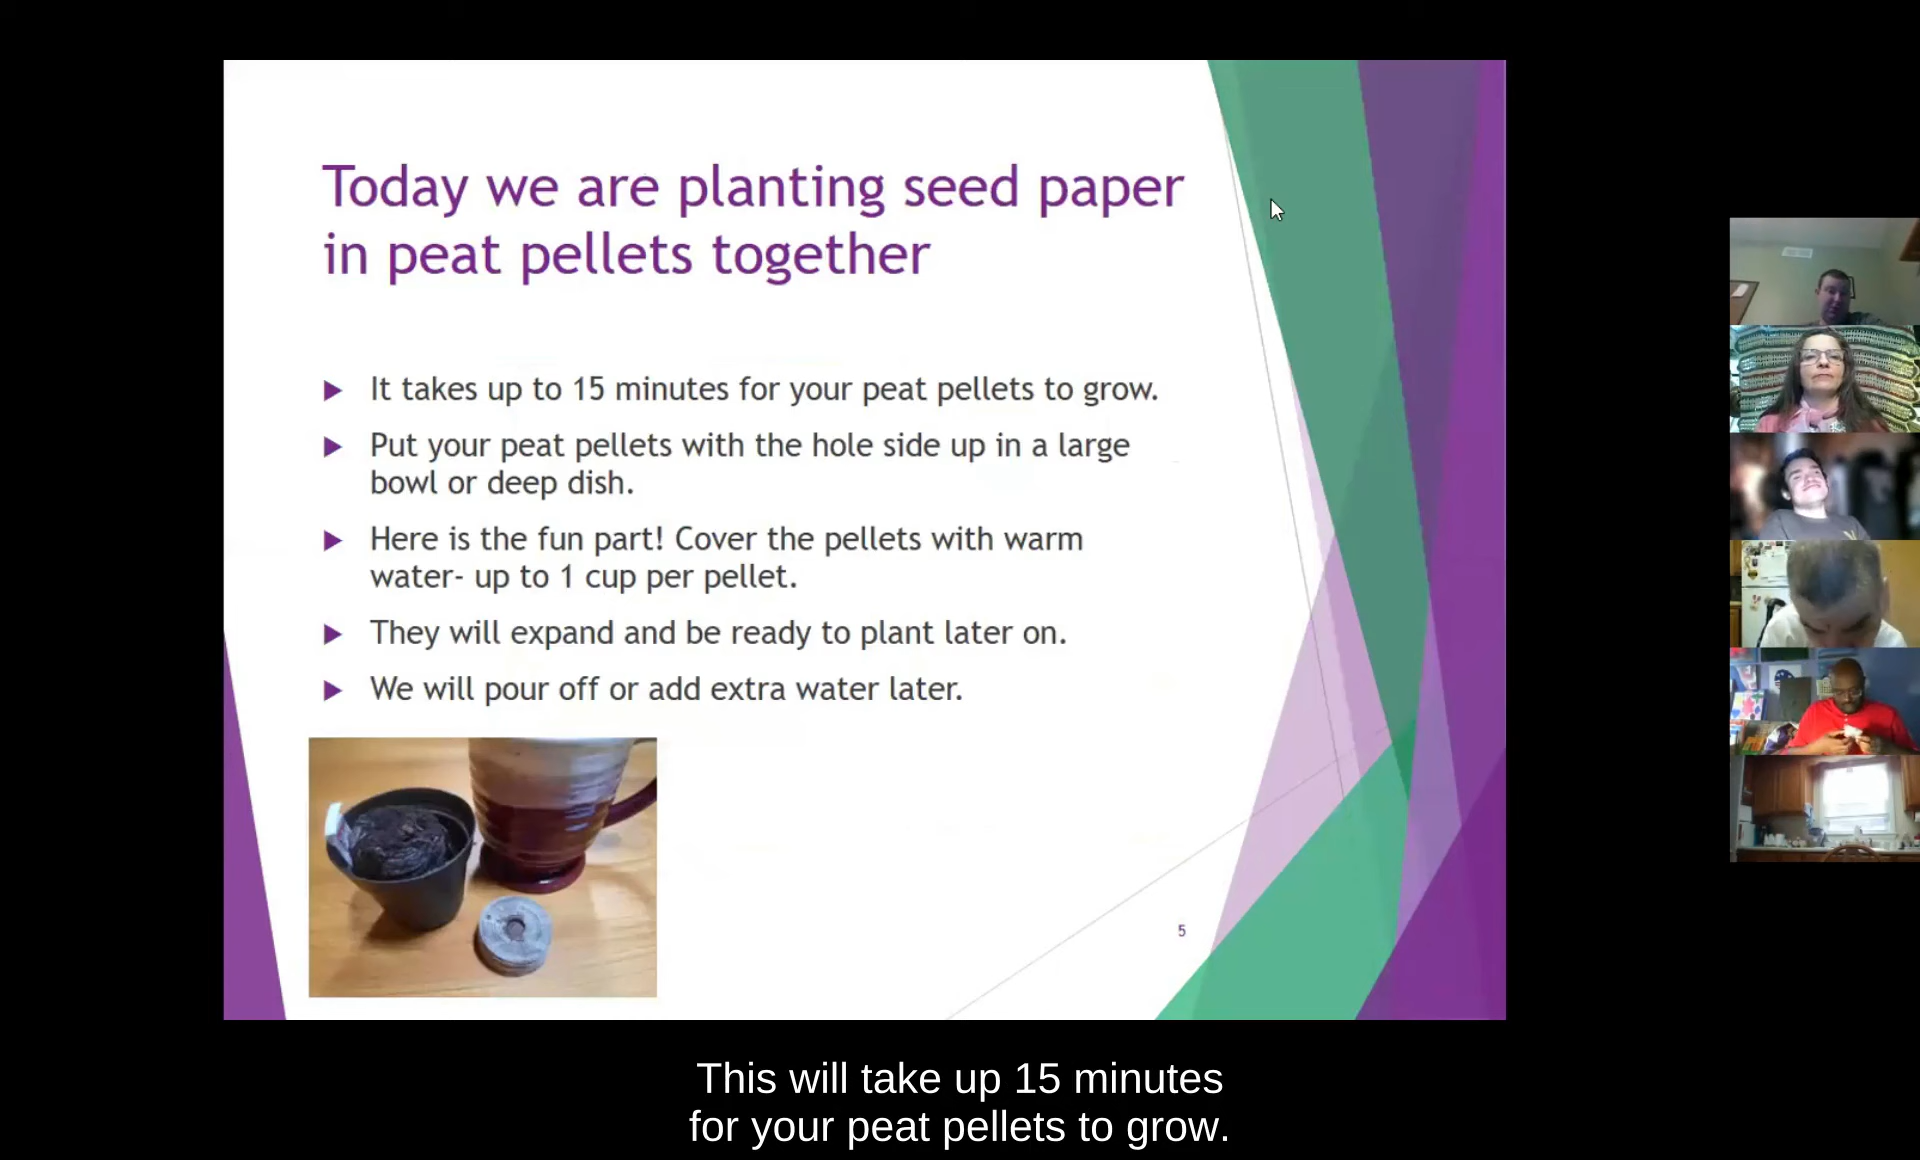 Today we are planting seed paper
in peat pellets together
It takes up to 15 minutes for your peat pellets to grow.
Put your peat pellets with the hole side up in a large
bowl or deep dish.
Here is the fun part! Cover the pellets with warm
water- up to 1 cup per pellet.
They will expand and be ready to plant later on.
We will pour off or add extra water later.
5
This will take up 15 minutes
for your peat pellets to grow.